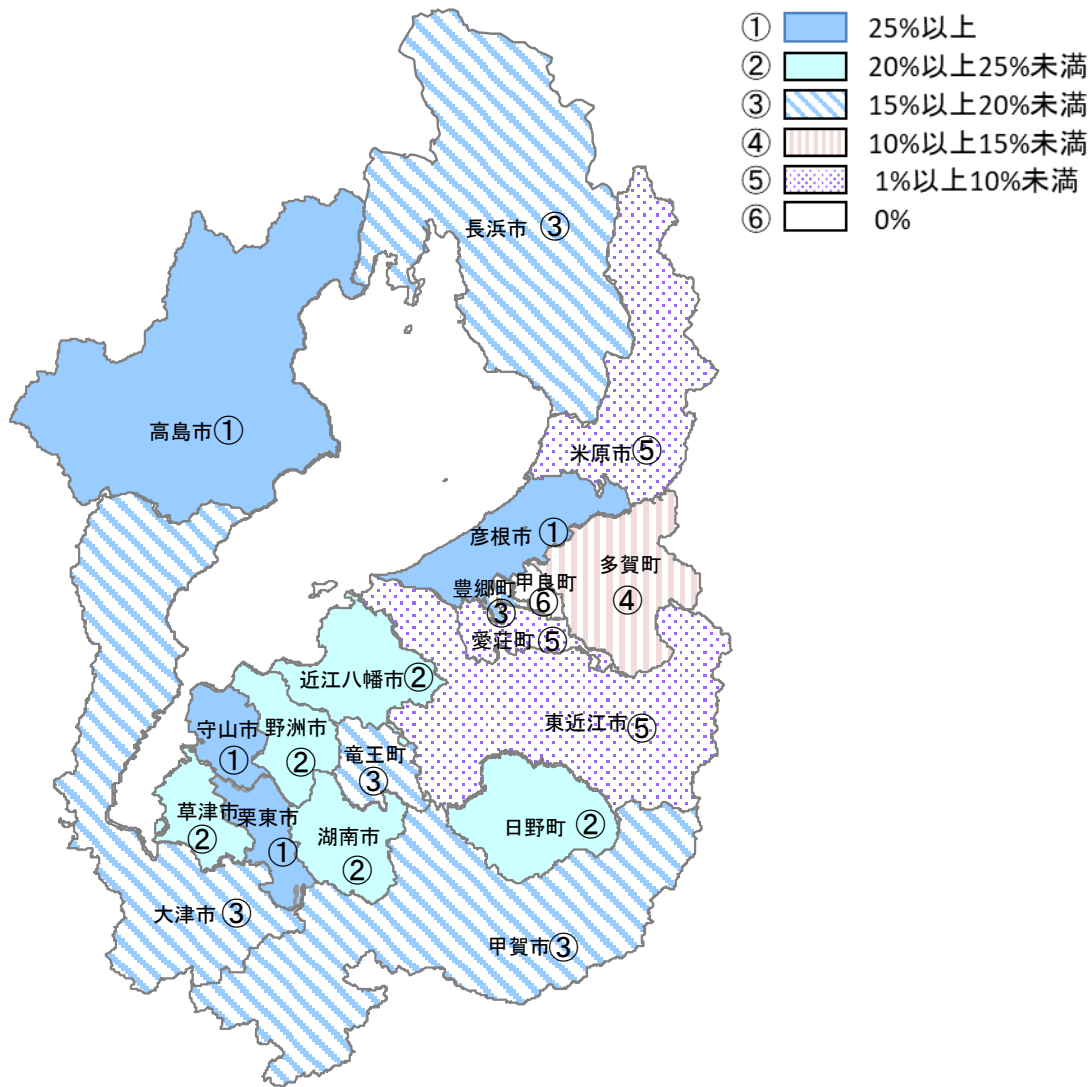 ① 25%以上
② 20%以上25%未満
③ 15%以上20%未満
④ 10%以上15%未満
⑤ 1%以上10%未満
⑥ 0%
長浜市 ③
高島市①
米原市⑤
彦根市 ①
多賀町
④
甲良町
⑥
豊郷町
③
愛荘町⑤
近江八幡市②
東近江市⑤
守山市
①
野洲市
②
竜王町
③
草津市
②
栗東市
①
湖南市
②
日野町 ②
大津市 ③
甲賀市③